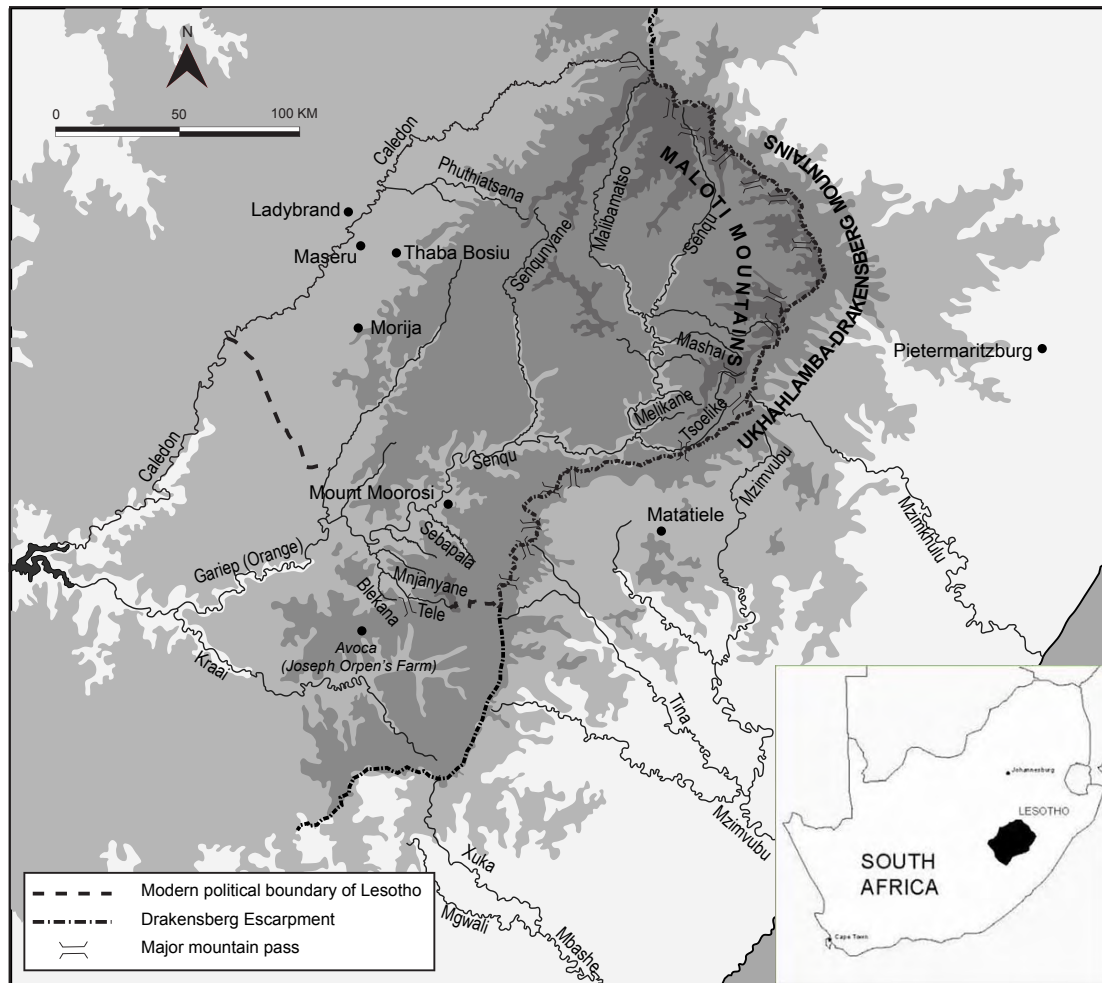 N
0 50 100 KM
Caledon
Phuthiatsana
Ladybrand
Maseru
Thaba Bosiu
Senqunyane
Malibamatso
Senqu
MALOTI MOUNTAINS
UKHAHLAMBA-DRAKENSBERG MOUNTAINS
Morija
Mashai
Pietermaritzburg
Melikane
Tsoelike
Caledon
Senqu
Mzimvubu
Mount Moorosi
Matatiele
Mzimkhulu
Sebapala
Gariep (Orange)
Mnjanyane
Blekana
Tele
Avoca
(Joseph Orpen's Farm)
Kraai
Tina
Mzimvubu
Xuka
Mgwali
Mbashe
Modern political boundary of Lesotho
Drakensberg Escarpment
Major mountain pass
Johannesburg
LESOTHO
SOUTH
AFRICA
Cape Town